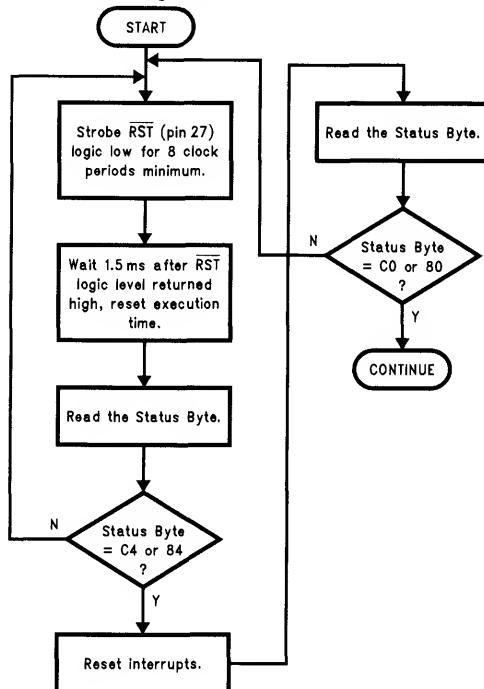 START
Strobe RST (pin 27)
logic low for 8 clock
periods minimum.
Wait 1.5 ms after RST
logic level returned
high, reset execution
time.
Read the Status Byte.
N
Status Byte
= C4 or 84
?
Y
Reset interrupts.
Read the Status Byte.
N
Status Byte
= C0 or 80
?
Y
CONTINUE